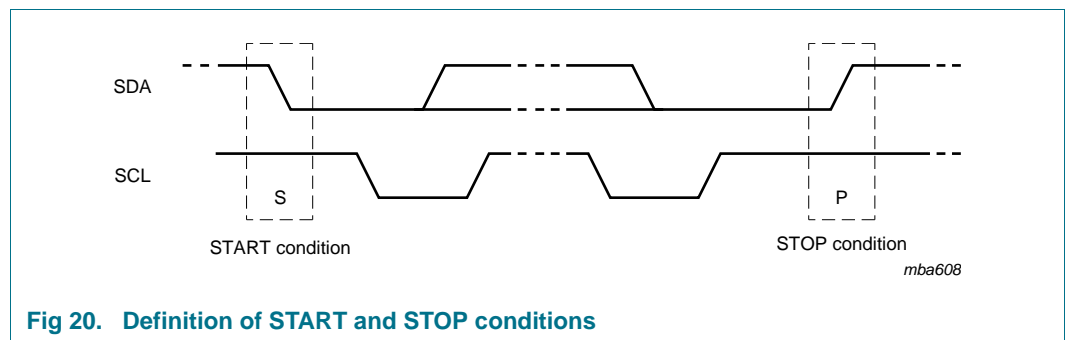 SDA
SCL
S
P
START condition
STOP condition
mba608
Fig 20. Definition of START and STOP conditions